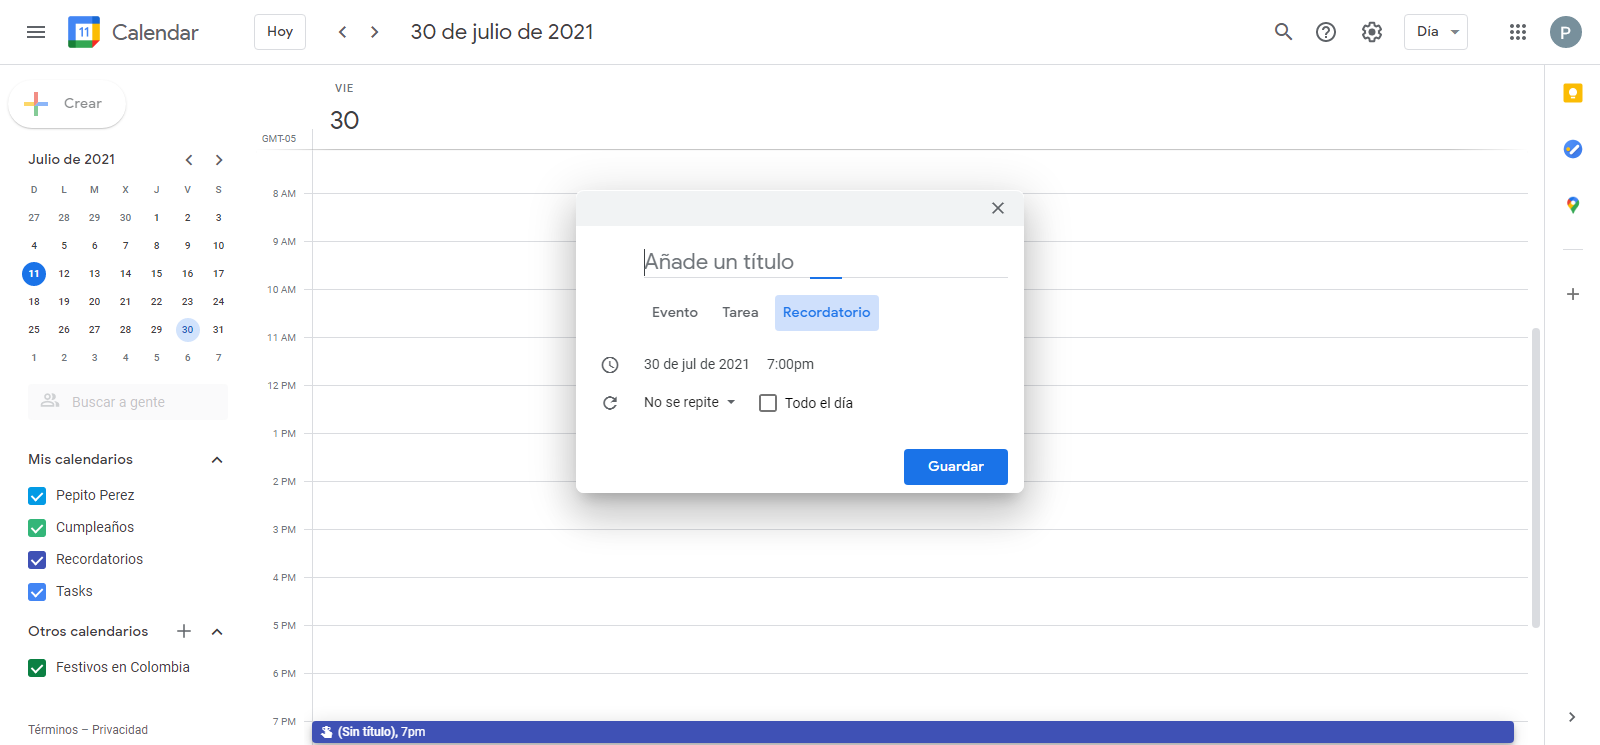 11 Calendar Hoy 30 de julio de 2021 Día P
Crear
Julio de 2021
D L M X J V S
27 28 29 30 1 2 3
4 5 6 7 8 9 10
11 12 13 14 15 16 17
18 19 20 21 22 23 24
25 26 27 28 29 30 31
1 2 3 4 5 6 7
Buscar a gente
Mis calendarios
Pepito Perez
Cumpleaños
Recordatorios
Tasks
Otros calendarios
Festivos en Colombia
Términos – Privacidad
VIE
30
GMT-05
8 AM
9 AM
10 AM
11 AM
12 PM
1 PM
2 PM
3 PM
4 PM
5 PM
6 PM
7 PM
(Sin título), 7pm
Añade un título
Evento Tarea Recordatorio
30 de jul de 2021 7:00pm
No se repite Todo el día
Guardar